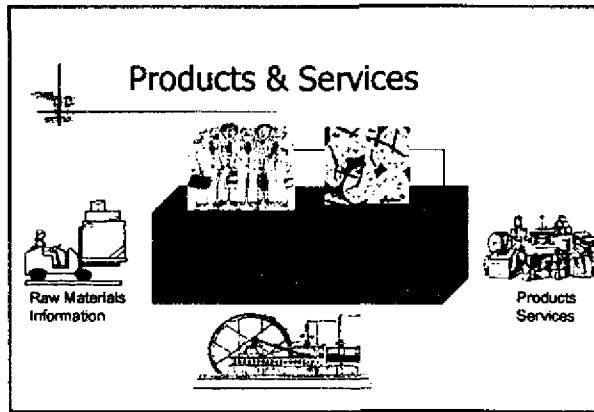 Products & Services
Raw Materials
Information
Products
Services